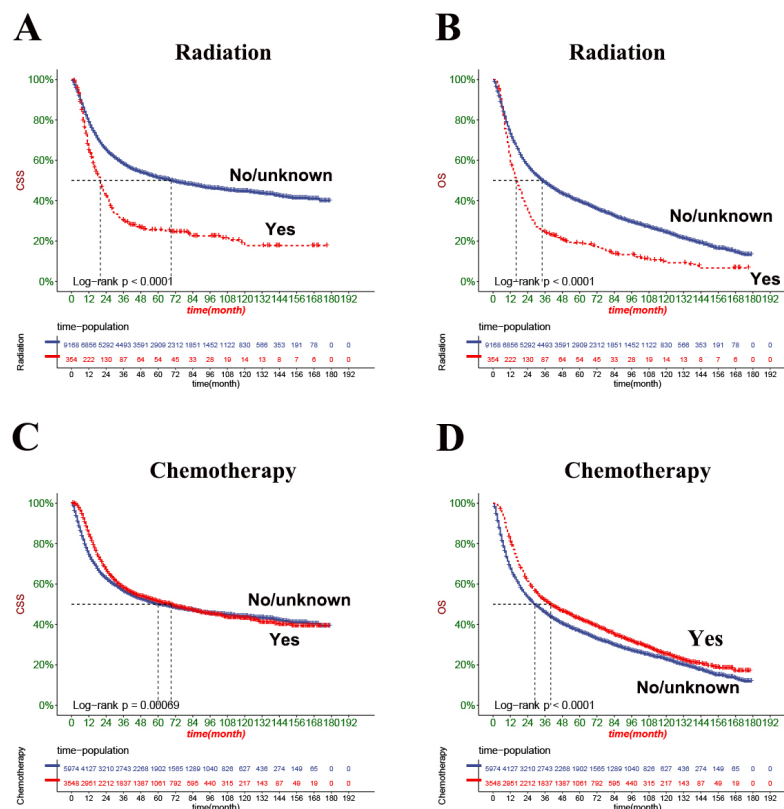 A
Radiation
100%
80%
60%
40%
20%
0%
CSS
No/unknown
Yes
Log-rank p < 0.0001
0 12 24 36 48 60 72 84 96 108 120 132 144 156 168 180 192
time(month)
time-population
Radiation
9168 6856 5292 4493 3591 2909 2312 1851 1452 1122 830 566 353 191 78 0 0
354 222 130 87 64 54 45 33 28 19 14 13 8 7 6 0 0
0 12 24 36 48 60 72 84 96 108 120 132 144 156 168 180 192
time(month)
B
Radiation
100%
80%
60%
40%
20%
0%
OS
No/unknown
Yes
Log-rank p < 0.0001
0 12 24 36 48 60 72 84 96 108 120 132 144 156 168 180 192
time(month)
time-population
Radiation
9168 6856 5292 4493 3591 2909 2312 1851 1452 1122 830 566 353 191 78 0 0
354 222 130 87 64 54 45 33 28 19 14 13 8 7 6 0 0
0 12 24 36 48 60 72 84 96 108 120 132 144 156 168 180 192
time(month)
C
Chemotherapy
100%
80%
60%
40%
20%
0%
CSS
No/unknown
Yes
Log-rank p = 0.00069
0 12 24 36 48 60 72 84 96 108 120 132 144 156 168 180 192
time(month)
time-population
Chemotherapy
5974 4127 3210 2743 2268 1902 1565 1289 1040 826 627 436 274 149 65 0 0
3548 2951 2212 1837 1387 1061 792 595 440 315 217 143 87 49 19 0 0
0 12 24 36 48 60 72 84 96 108 120 132 144 156 168 180 192
time(month)
D
Chemotherapy
100%
80%
60%
40%
20%
0%
OS
Yes
No/unknown
Log-rank p < 0.0001
0 12 24 36 48 60 72 84 96 108 120 132 144 156 168 180 192
time(month)
time-population
Chemotherapy
5974 4127 3210 2743 2268 1902 1565 1289 1040 826 627 436 274 149 65 0 0
3548 2951 2212 1837 1387 1061 792 595 440 315 217 143 87 49 19 0 0
0 12 24 36 48 60 72 84 96 108 120 132 144 156 168 180 192
time(month)